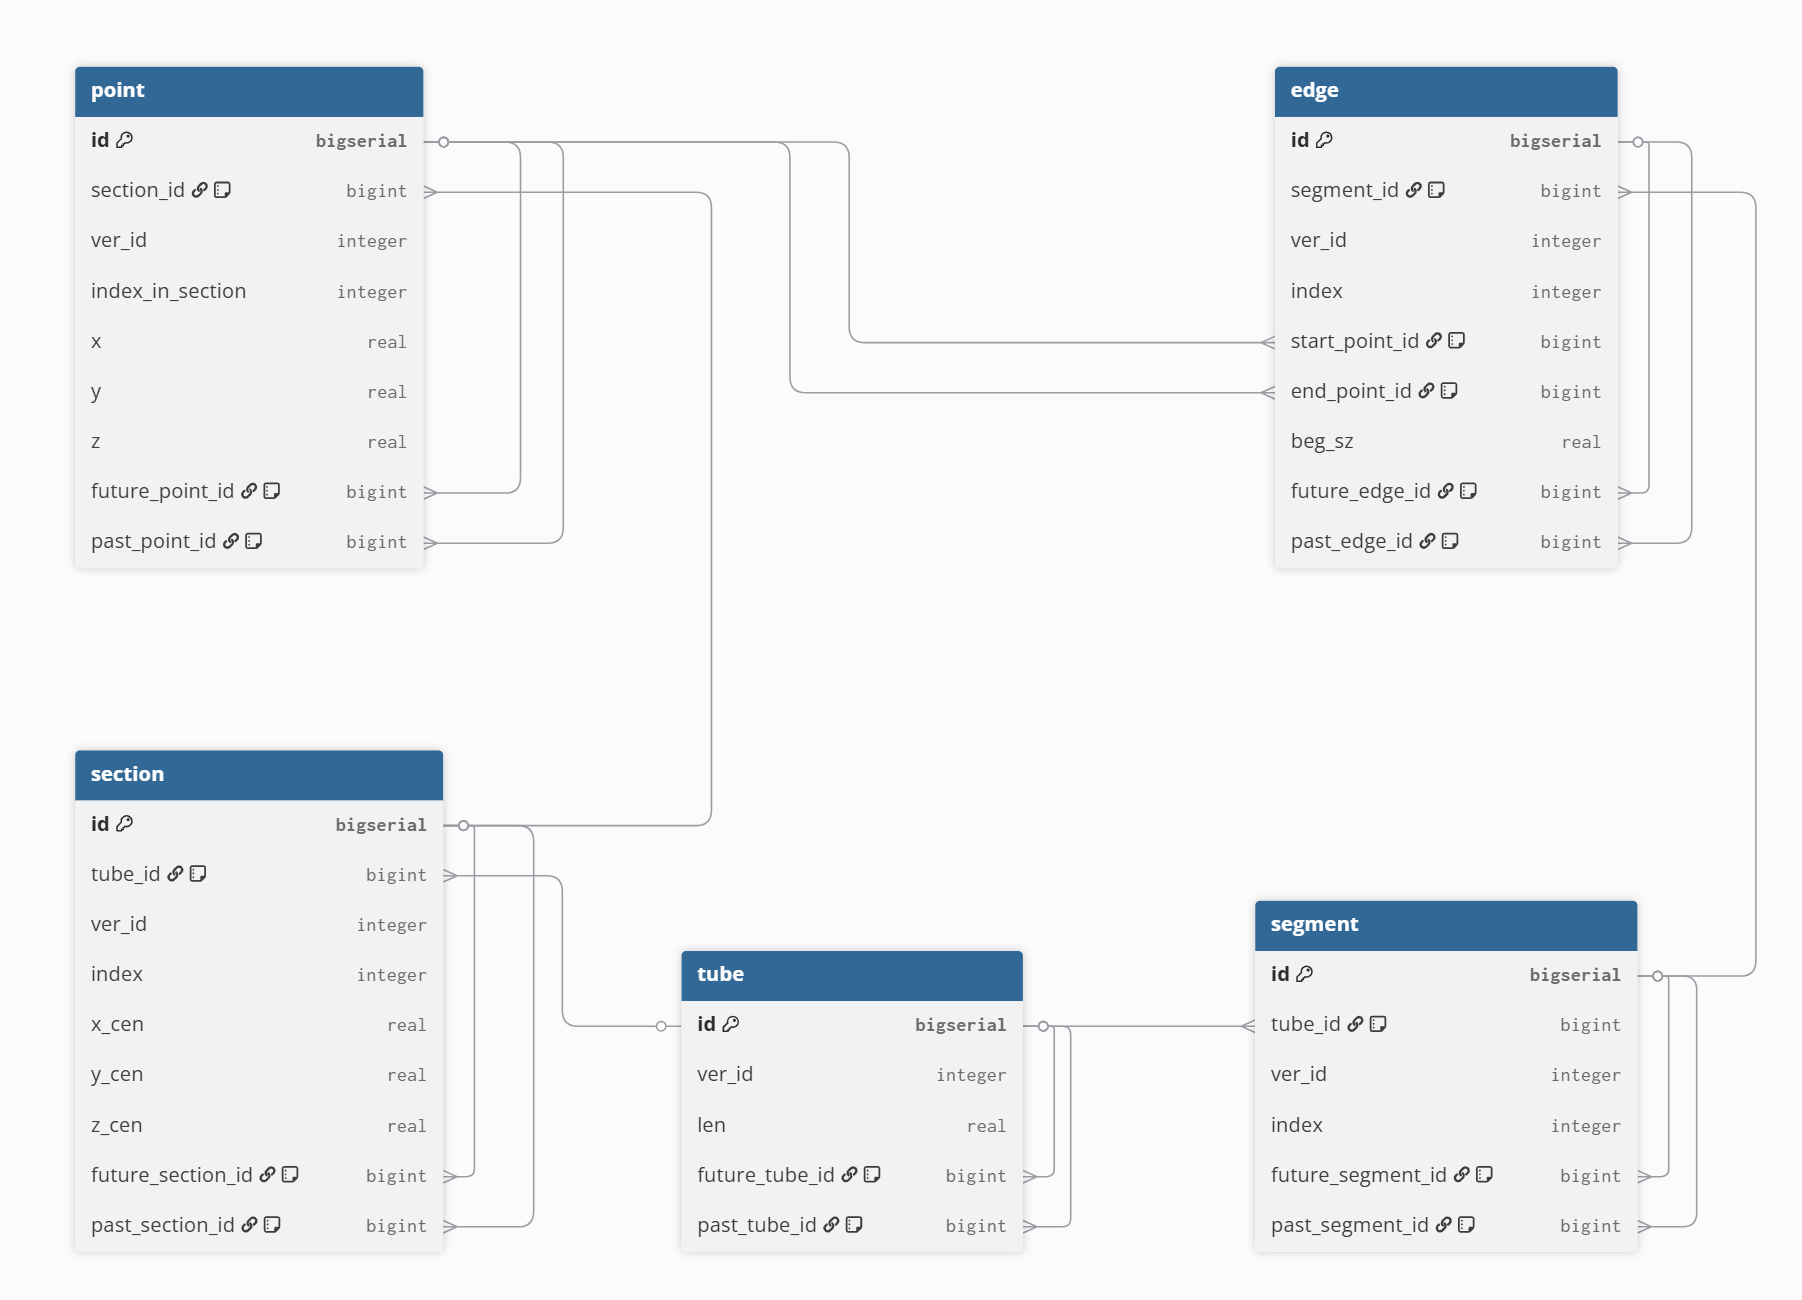 point
id bigserial
section_id bigint
ver_id integer
index_in_section integer
x real
y real
z real
future_point_id bigint
past_point_id bigint
edge
id bigserial
segment_id bigint
ver_id integer
index integer
start_point_id bigint
end_point_id bigint
beg_sz real
future_edge_id bigint
past_edge_id bigint
section
id bigserial
tube_id bigint
ver_id integer
index integer
x_cen real
y_cen real
z_cen real
future_section_id bigint
past_section_id bigint
tube
id bigserial
ver_id integer
len real
future_tube_id bigint
past_tube_id bigint
segment
id bigserial
tube_id bigint
ver_id integer
index integer
future_segment_id bigint
past_segment_id bigint